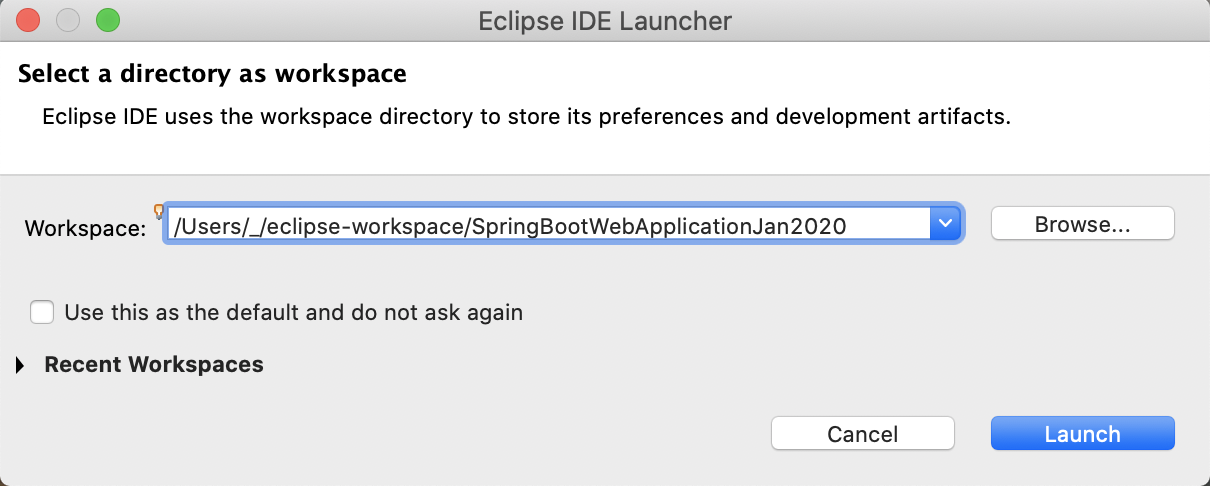 Eclipse IDE Launcher
Select a directory as workspace
Eclipse IDE uses the workspace directory to store its preferences and development artifacts.
Workspace: /Users/_/eclipse-workspace/SpringBootWebApplicationJan2020 Browse...
Use this as the default and do not ask again
Recent Workspaces
Cancel Launch